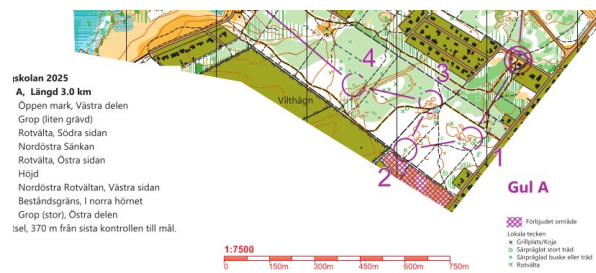 ıskolan 2025
A, Längd 3.0 km
Öppen mark, Västra delen
Grop (liten grävd)
Rotvälta, Södra sidan
Nordöstra Sänkan
Rotvälta, Östra sidan
Höjd
Nordöstra Rotvältan, Västra sidan
Beståndsgräns, I norra hörnet
Grop (stor), Östra delen
tsel, 370 m från sista kontrollen till mål.
4
3
Vilthägn
1
2
Gul A
Förbjudet område
Lokala tecken
Grillplats/Koja
Särpräglat stort träd
Särpräglad buske eller träd
Rotvälta
1:7500
0 150m 300m 450m 600m 750m